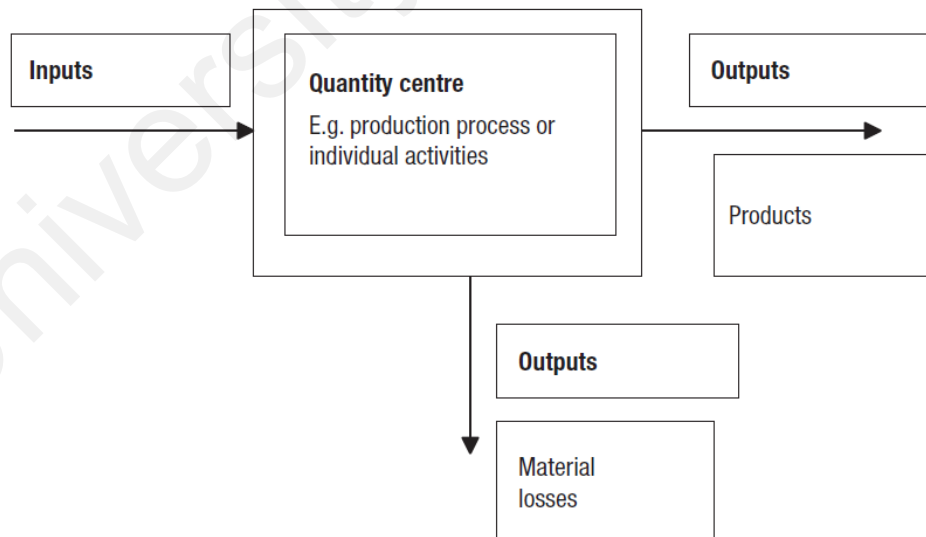 Inputs
Quantity centre
E.g. production process or
individual activities
Outputs
Products
Outputs
Material
losses